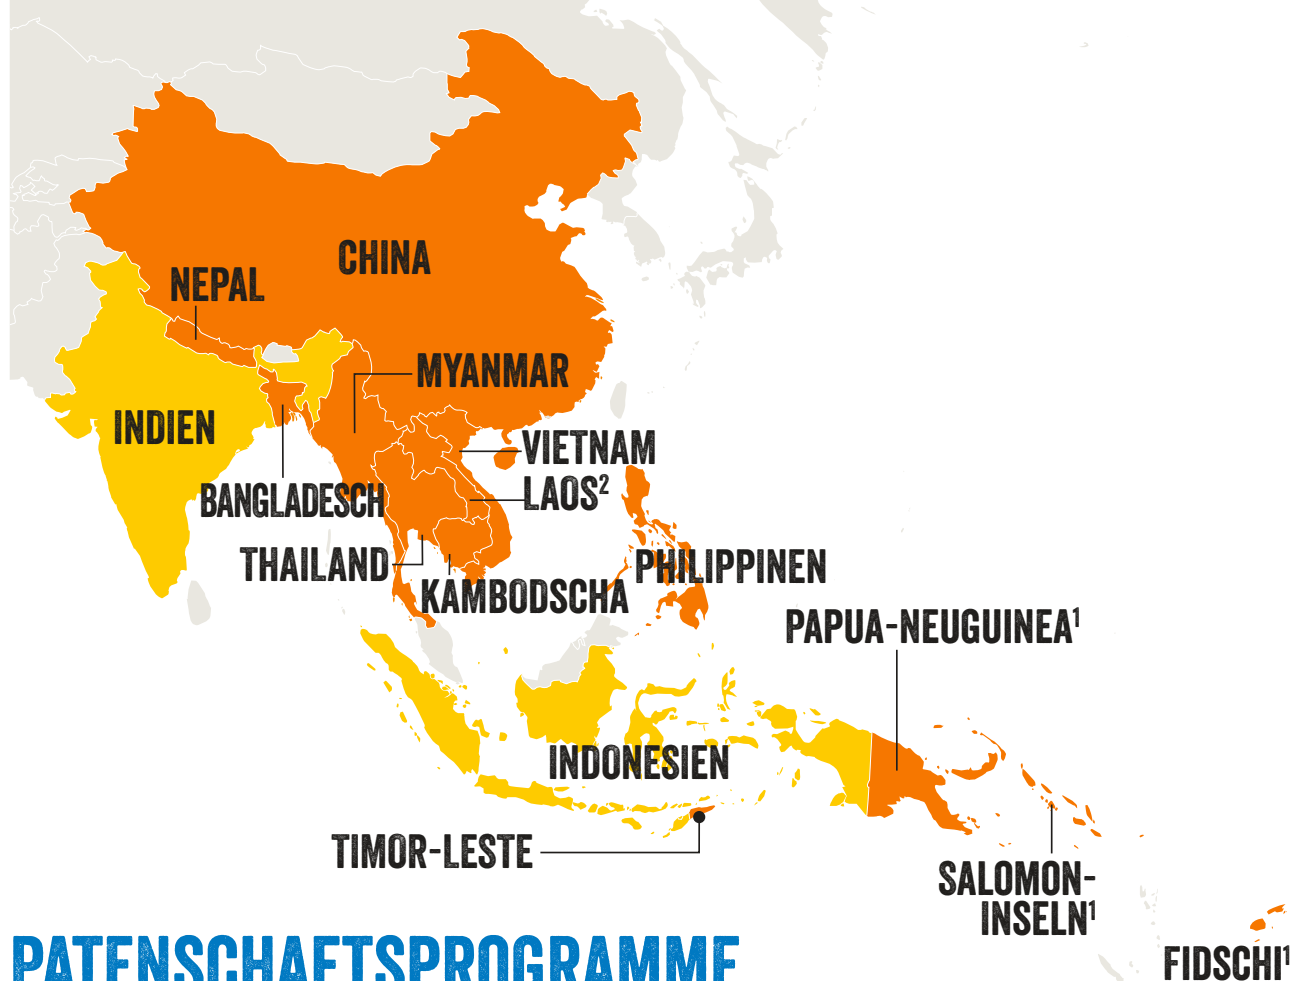 CHINA
NEPAL
MYANMAR
INDIEN
VIETNAM
LAOS²
BANGLADESCH
THAILAND
PHILIPPINEN
KAMBODSCHA
PAPUA-NEUGUINEA¹
INDONESIEN
TIMOR-LESTE
SALOMON-
INSELN¹
FIDSCHI¹
PATENSCHAFTSPROGRAMME